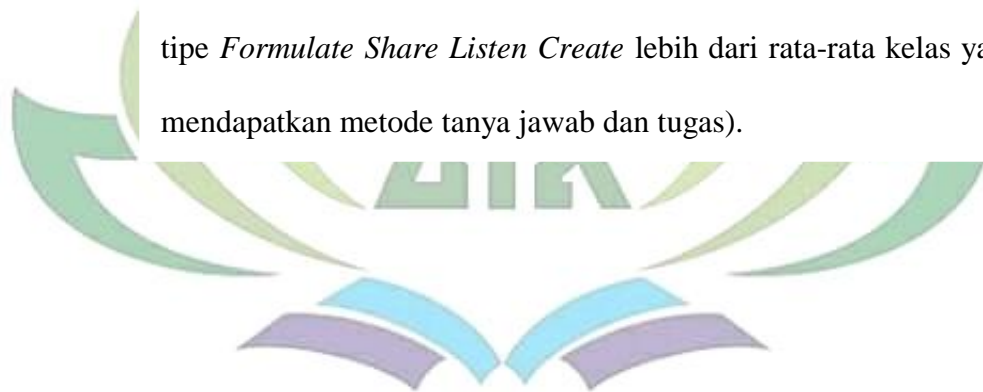 tipe Formulate Share Listen Create lebih dari rata-rata kelas
mendapatkan metode tanya jawab dan tugas).